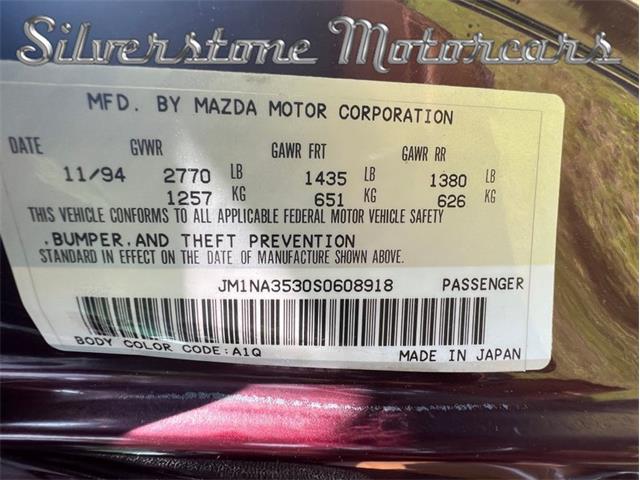 Silverstone Motorcars
MFD. BY MAZDA MOTOR CORPORATION
DATE GVWR GAWR FRT GAWR RR
11/94 2770 LB 1435 LB 1380 LB
1257 KG 651 KG 626 KG
THIS VEHICLE CONFORMS TO ALL APPLICABLE FEDERAL MOTOR VEHICLE SAFETY
.BUMPER.AND THEFT PREVENTION
STANDARD IN EFFECT ON THE DATE OF MANUFACTURE SHOWN ABOVE.
JM1NA3530S0608918 PASSENGER
BODY COLOR CODE:A1Q MADE IN JAPAN